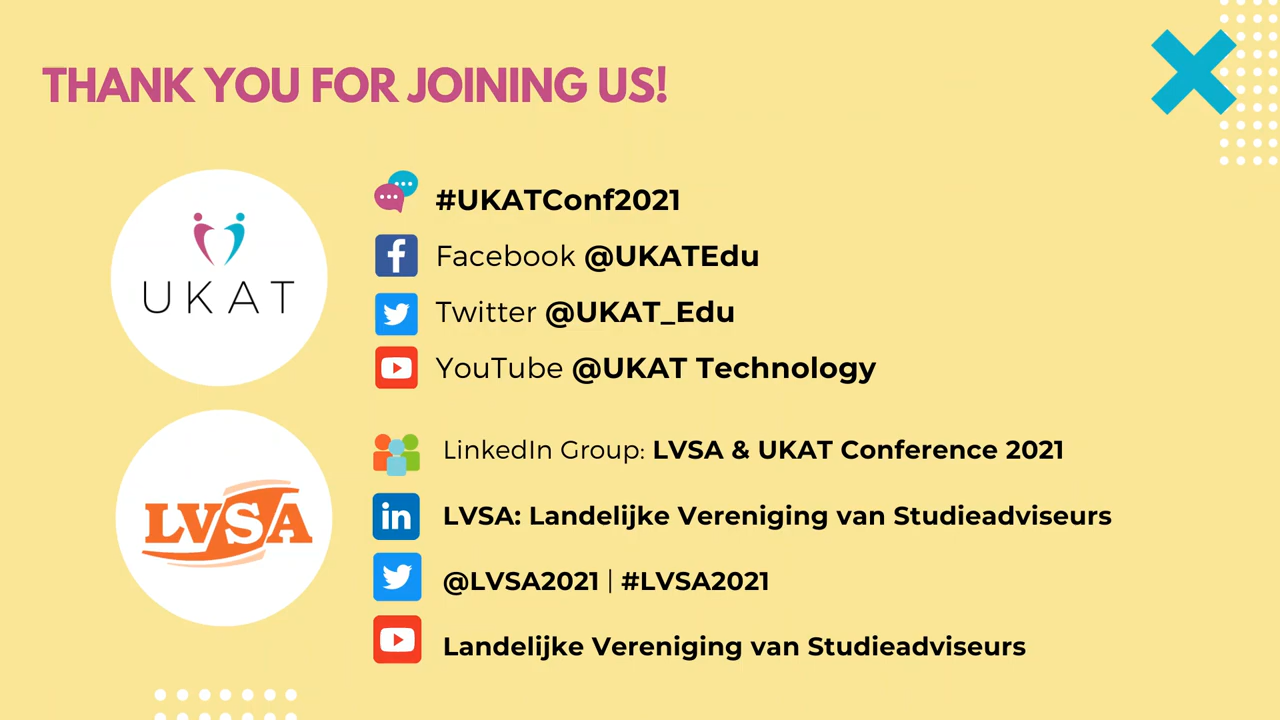 THANK YOU FOR JOINING US!
UKAT
#UKATConf2021
Facebook @UKATEdu
Twitter @UKAT_Edu
YouTube @UKAT Technology
LVSA
LinkedIn Group: LVSA & UKAT Conference 2021
in
LVSA: Landelijke Vereniging van Studieadviseurs
@LVSA2021 | #LVSA2021
Landelijke Vereniging van Studieadviseurs